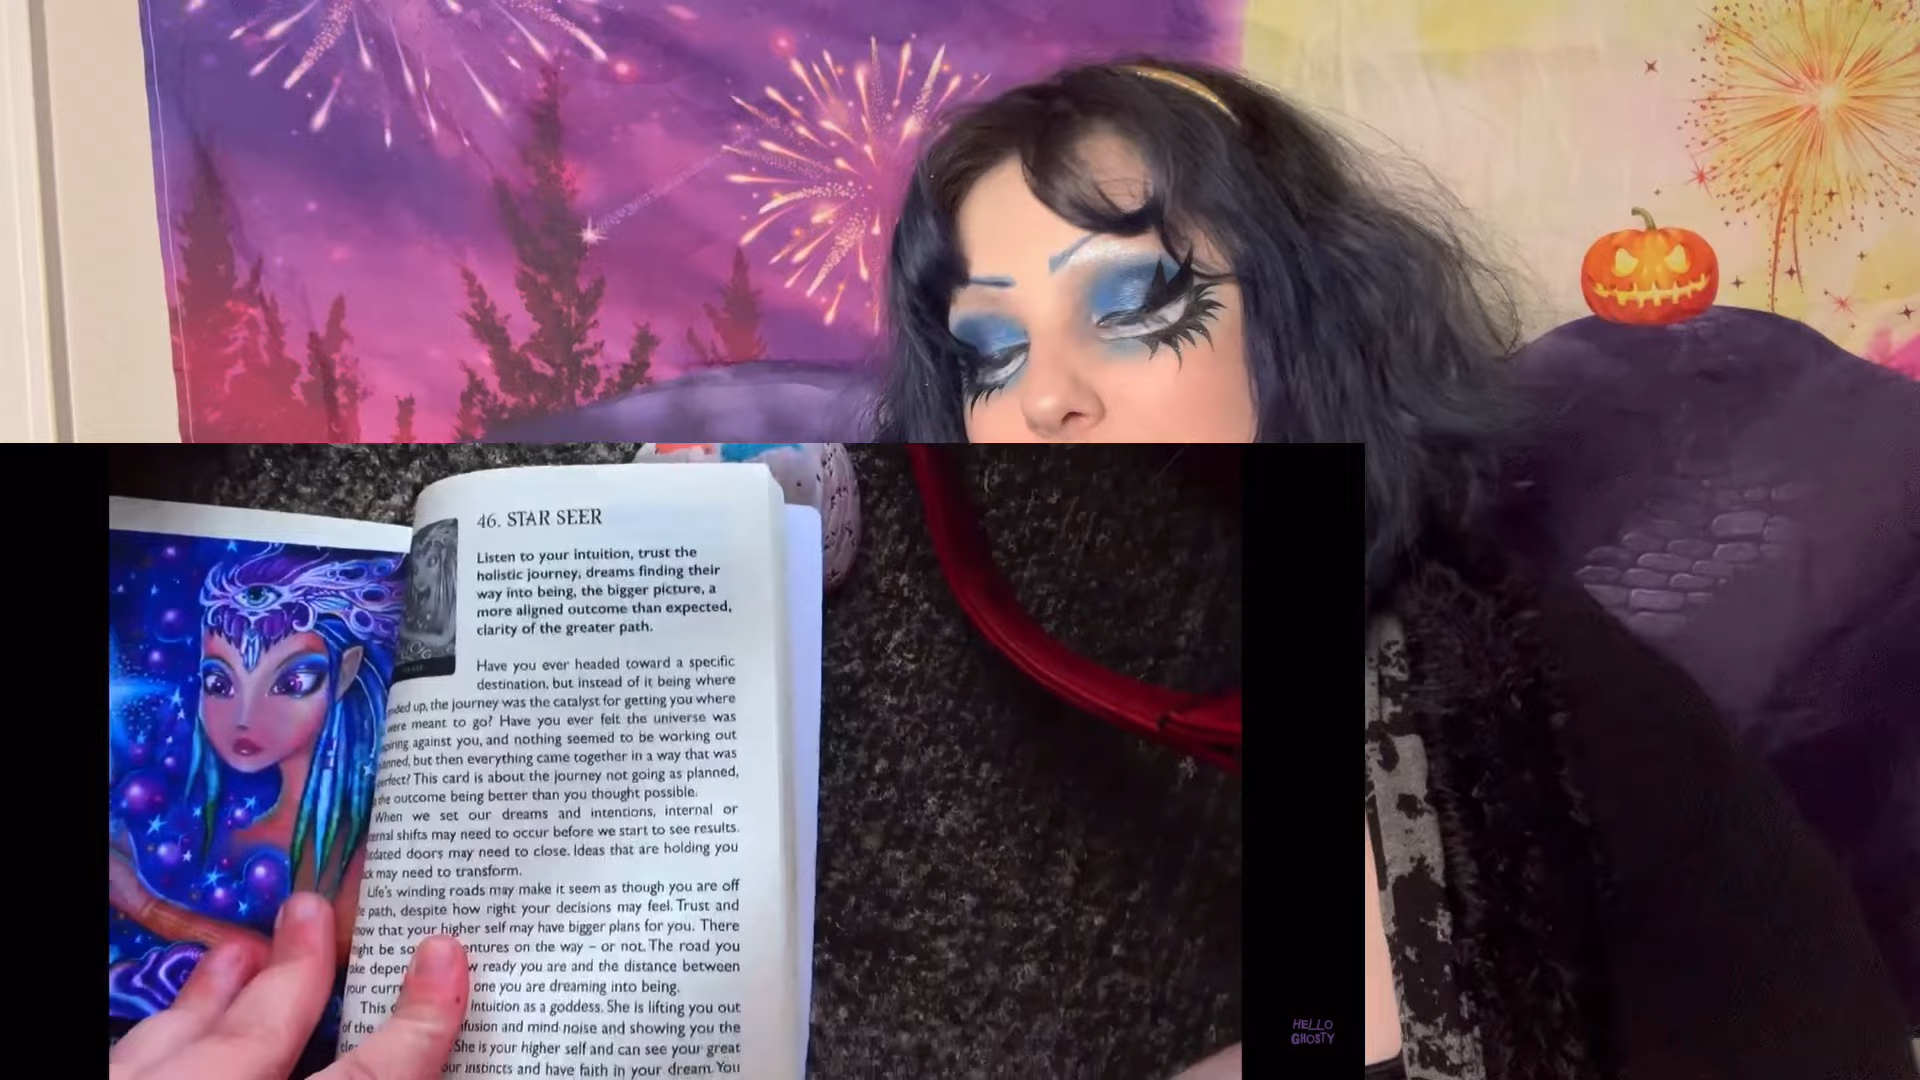 46. STAR SEER
Listen to your intuition, trust the
holistic journey, dreams finding their
way into being, the bigger picture, a
more aligned outcome than expected,
clarity of the greater path.
Have you ever headed toward a specific
destination, but instead of it being where
ended up, the journey was the catalyst for getting you where
were meant to go? Have you ever felt the universe was
against you, and nothing seemed to be working out
but then everything came together in a way that was
This card is about the journey not going as planned,
the outcome being better than you thought possible.
When we set our dreams and intentions, internal or
shifts may need to occur before we start to see results.
doors may need to close. Ideas that are holding you
may need to transform.
Life's winding roads may make it seem as though you are off
path, despite how right your decisions may feel. Trust and
that your higher self may have bigger plans for you. There
be on the way – or not. The road you
ready you are and the distance between
your one you are dreaming into being.
This intuition as a goddess. She is lifting you out
of the and mind noise and showing you the
She is your higher self and can see your great
instincts and have faith in your dream. You
HELLO
GHOSTY